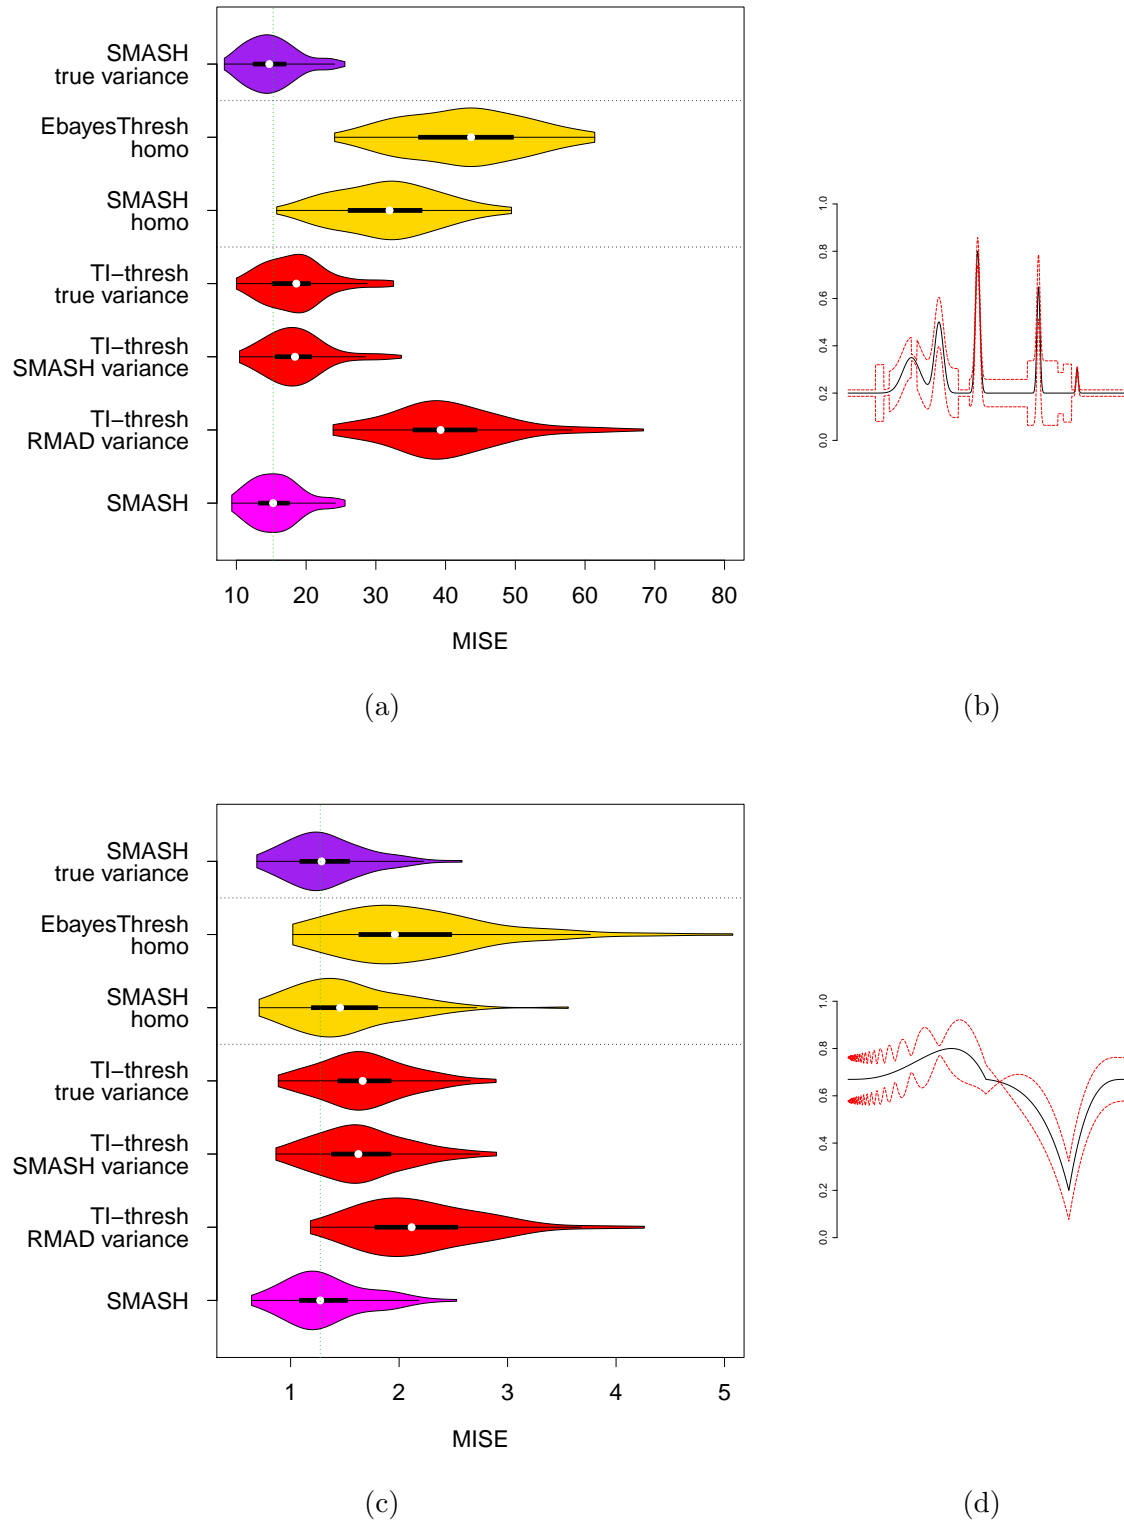 SMASH
true variance
EbayesThresh
homo
SMASH
homo
TI−thresh
true variance
TI−thresh
SMASH variance
TI−thresh
RMAD variance
SMASH
10 20 30 40 50 60 70 80
MISE
(a)
1.0
0.8
0.6
0.4
0.2
0.0
(b)
SMASH
true variance
EbayesThresh
homo
SMASH
homo
TI−thresh
true variance
TI−thresh
SMASH variance
TI−thresh
RMAD variance
SMASH
1 2 3 4 5
MISE
(c)
1.0
0.8
0.6
0.4
0.2
0.0
(d)